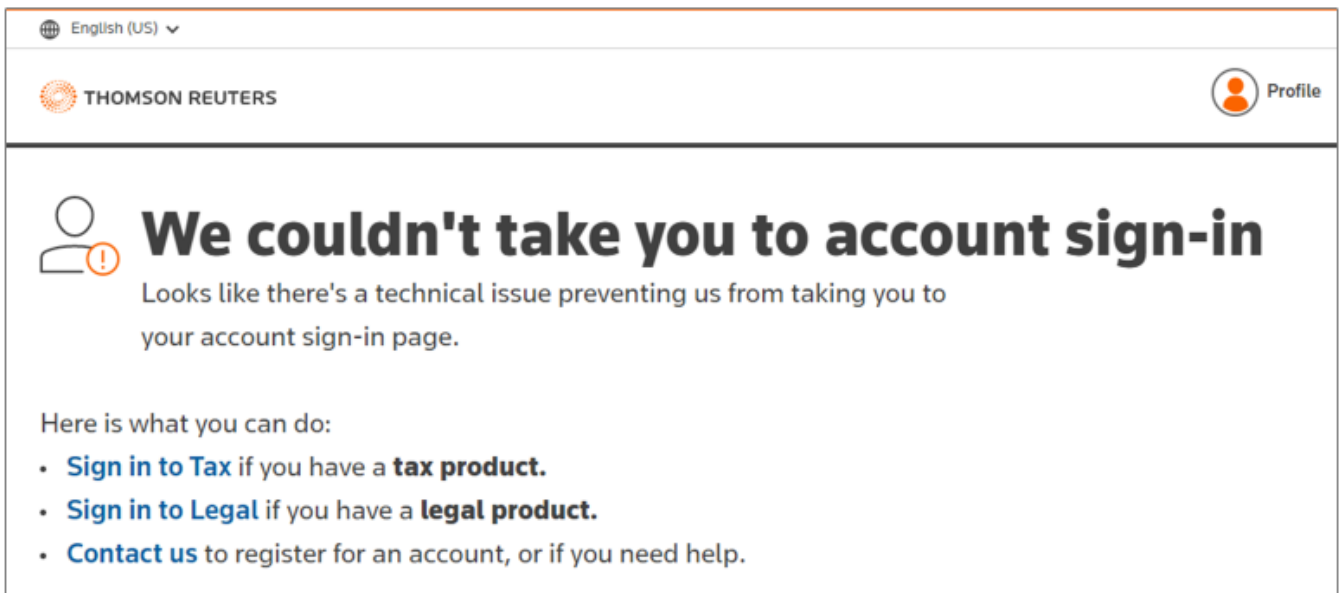 English (US)
THOMSON REUTERS
Profile
We couldn't take you to account sign-in
Looks like there's a technical issue preventing us from taking you to
your account sign-in page.
Here is what you can do:
• Sign in to Tax if you have a tax product.
• Sign in to Legal if you have a legal product.
• Contact us to register for an account, or if you need help.